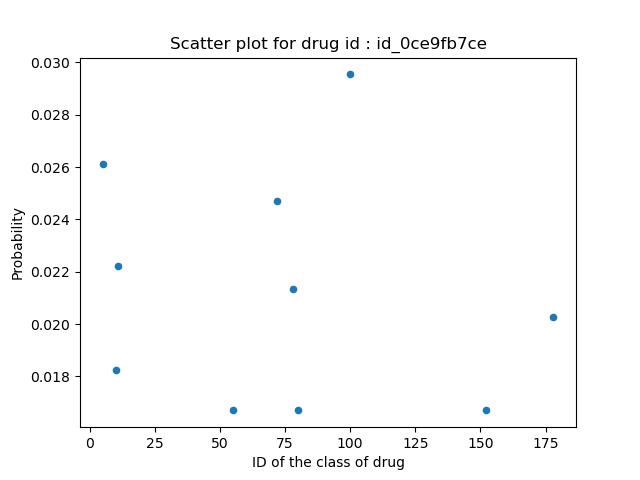 Scatter plot for drug id : id_0ce9fb7ce
0.030
0.028
0.026
0.024
0.022
0.020
0.018
Probability
0 25 50 75 100 125 150 175
ID of the class of drug